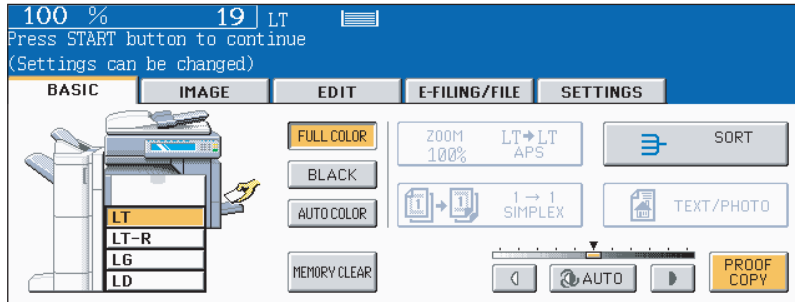 100 % 19 LT
Press START button to continue
(Settings can be changed)
BASIC IMAGE EDIT E-FILING/FILE SETTINGS
FULL COLOR
BLACK
AUTO COLOR
MEMORY CLEAR
LT
LT-R
LG
LD
ZOOM LT➔LT
100% APS
SORT
1 ➔ 1 1 → 1
SIMPLEX
TEXT/PHOTO
AUTO
PROOF
COPY